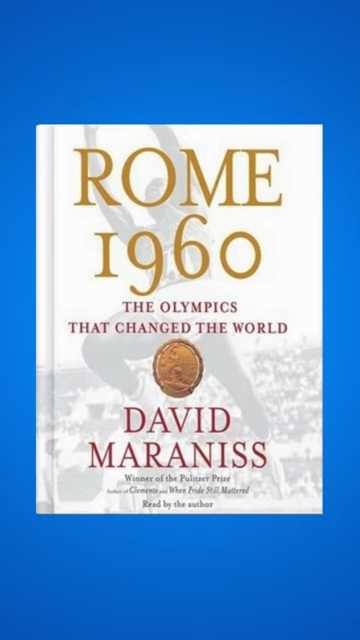 ROME
1960
THE OLYMPICS
THAT CHANGED THE WORLD
DAVID
MARANISS
Winner of the Pulitzer Prize
Author of Clemente and When Pride Still Mattered
Read by the author